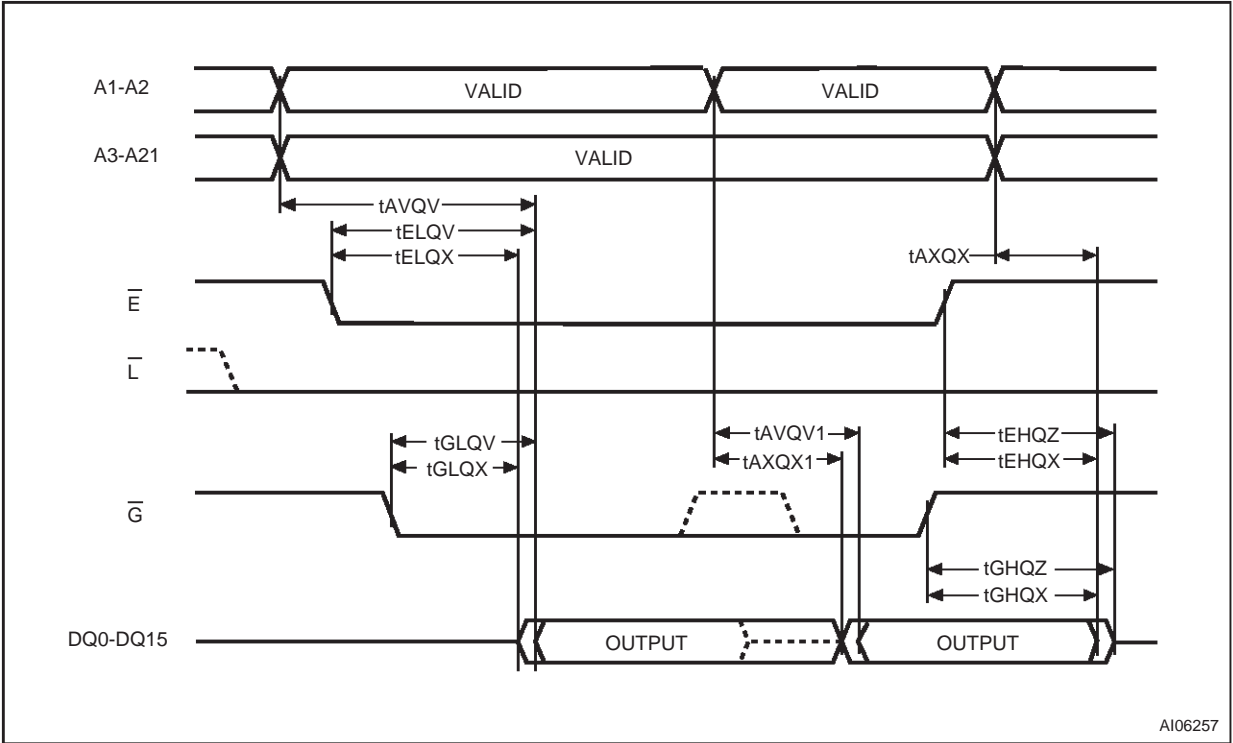 A1-A2
VALID
VALID
A3-A21
VALID
tAVQV
tELQV
tELQX
tAXQX
E̅
L̅
tGLQV
tGLQX
tAVQV1
tAXQX1
tEHQZ
tEHQX
G̅
tGHQZ
tGHQX
DQ0-DQ15
OUTPUT
OUTPUT
AI06257